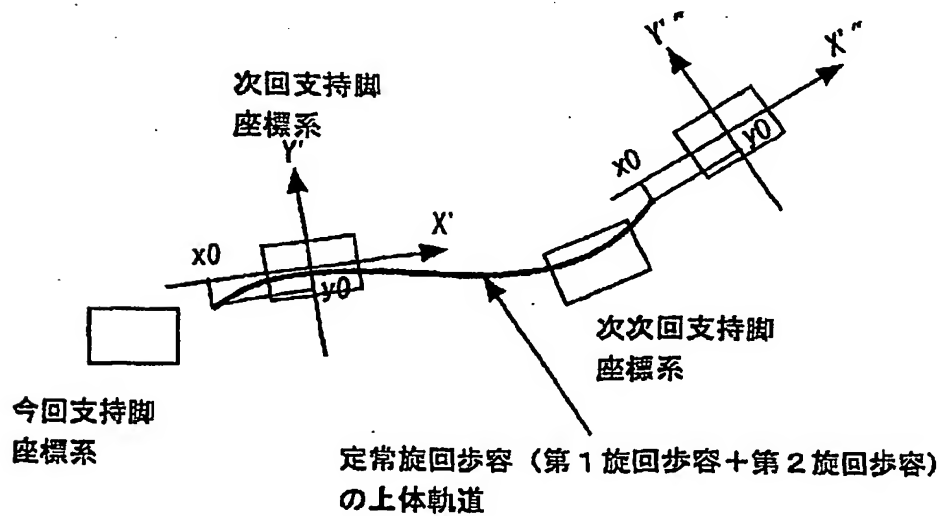 Y' "
X' "
次回支持脚
座標系
Y'
x0
y0
X'
x0
y0
次次回支持脚
座標系
今回支持脚
座標系
定常旋回歩容（第１旋回歩容＋第２旋回歩容）
の上体軌道